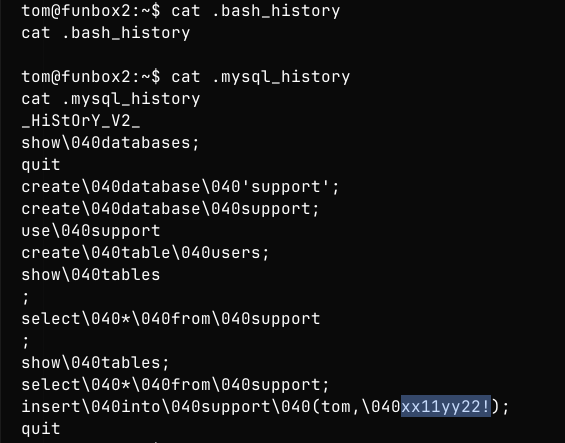 tom@funbox2:~$ cat .bash_history
cat .bash_history
tom@funbox2:~$ cat .mysql_history
cat .mysql_history
_HiStOrY_V2_
show\040databases;
quit
create\040database\040'support';
create\040database\040support;
use\040support
create\040table\040users;
show\040tables
;
select\040*\040from\040support
;
show\040tables;
select\040*\040from\040support;
insert\040into\040support\040(tom,\040xx11yy22!);
quit